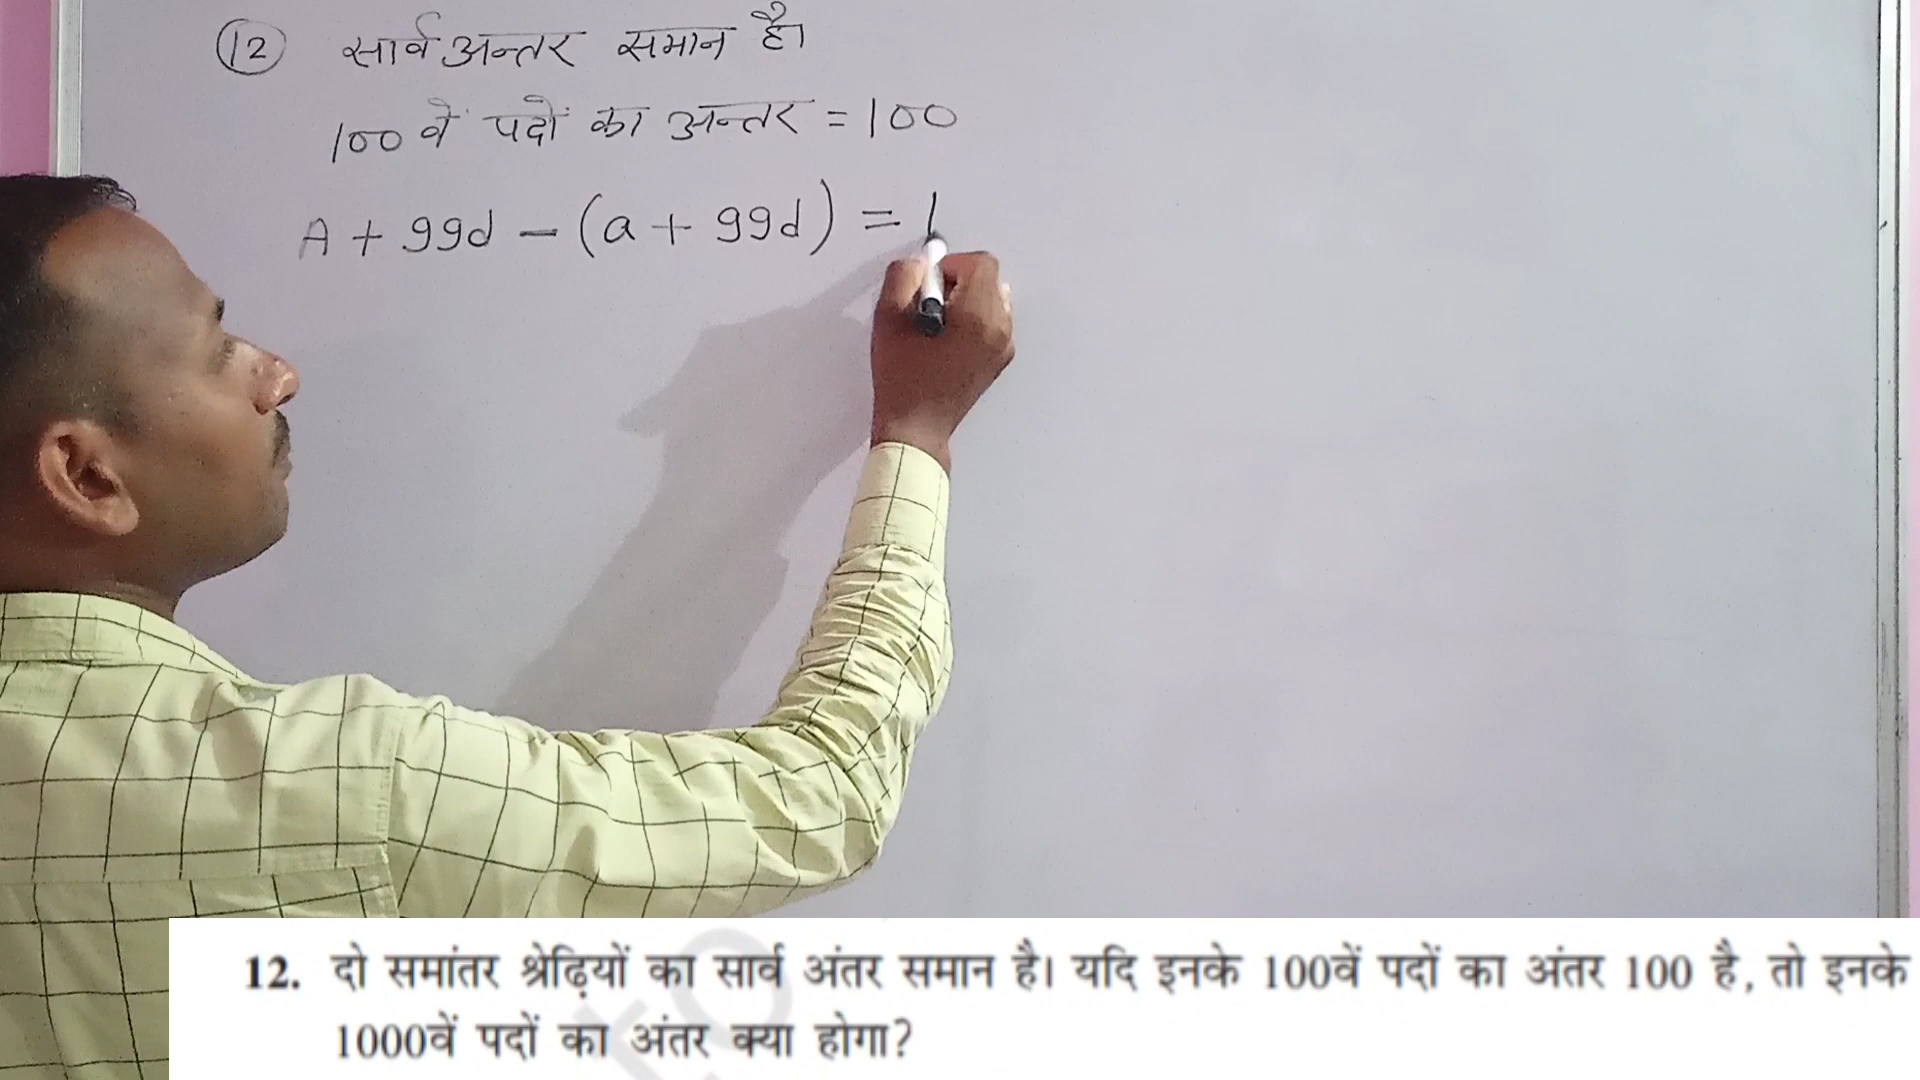 12 सार्व अन्तर समान है।
100 वें पदों का अन्तर = 100
A + 99d - (a + 99d) = 1
12. दो समांतर श्रेढ़ियों का सार्व अंतर समान है। यदि इनके 100वें पदों का अंतर 100 है, तो इनके
1000वें पदों का अंतर क्या होगा?